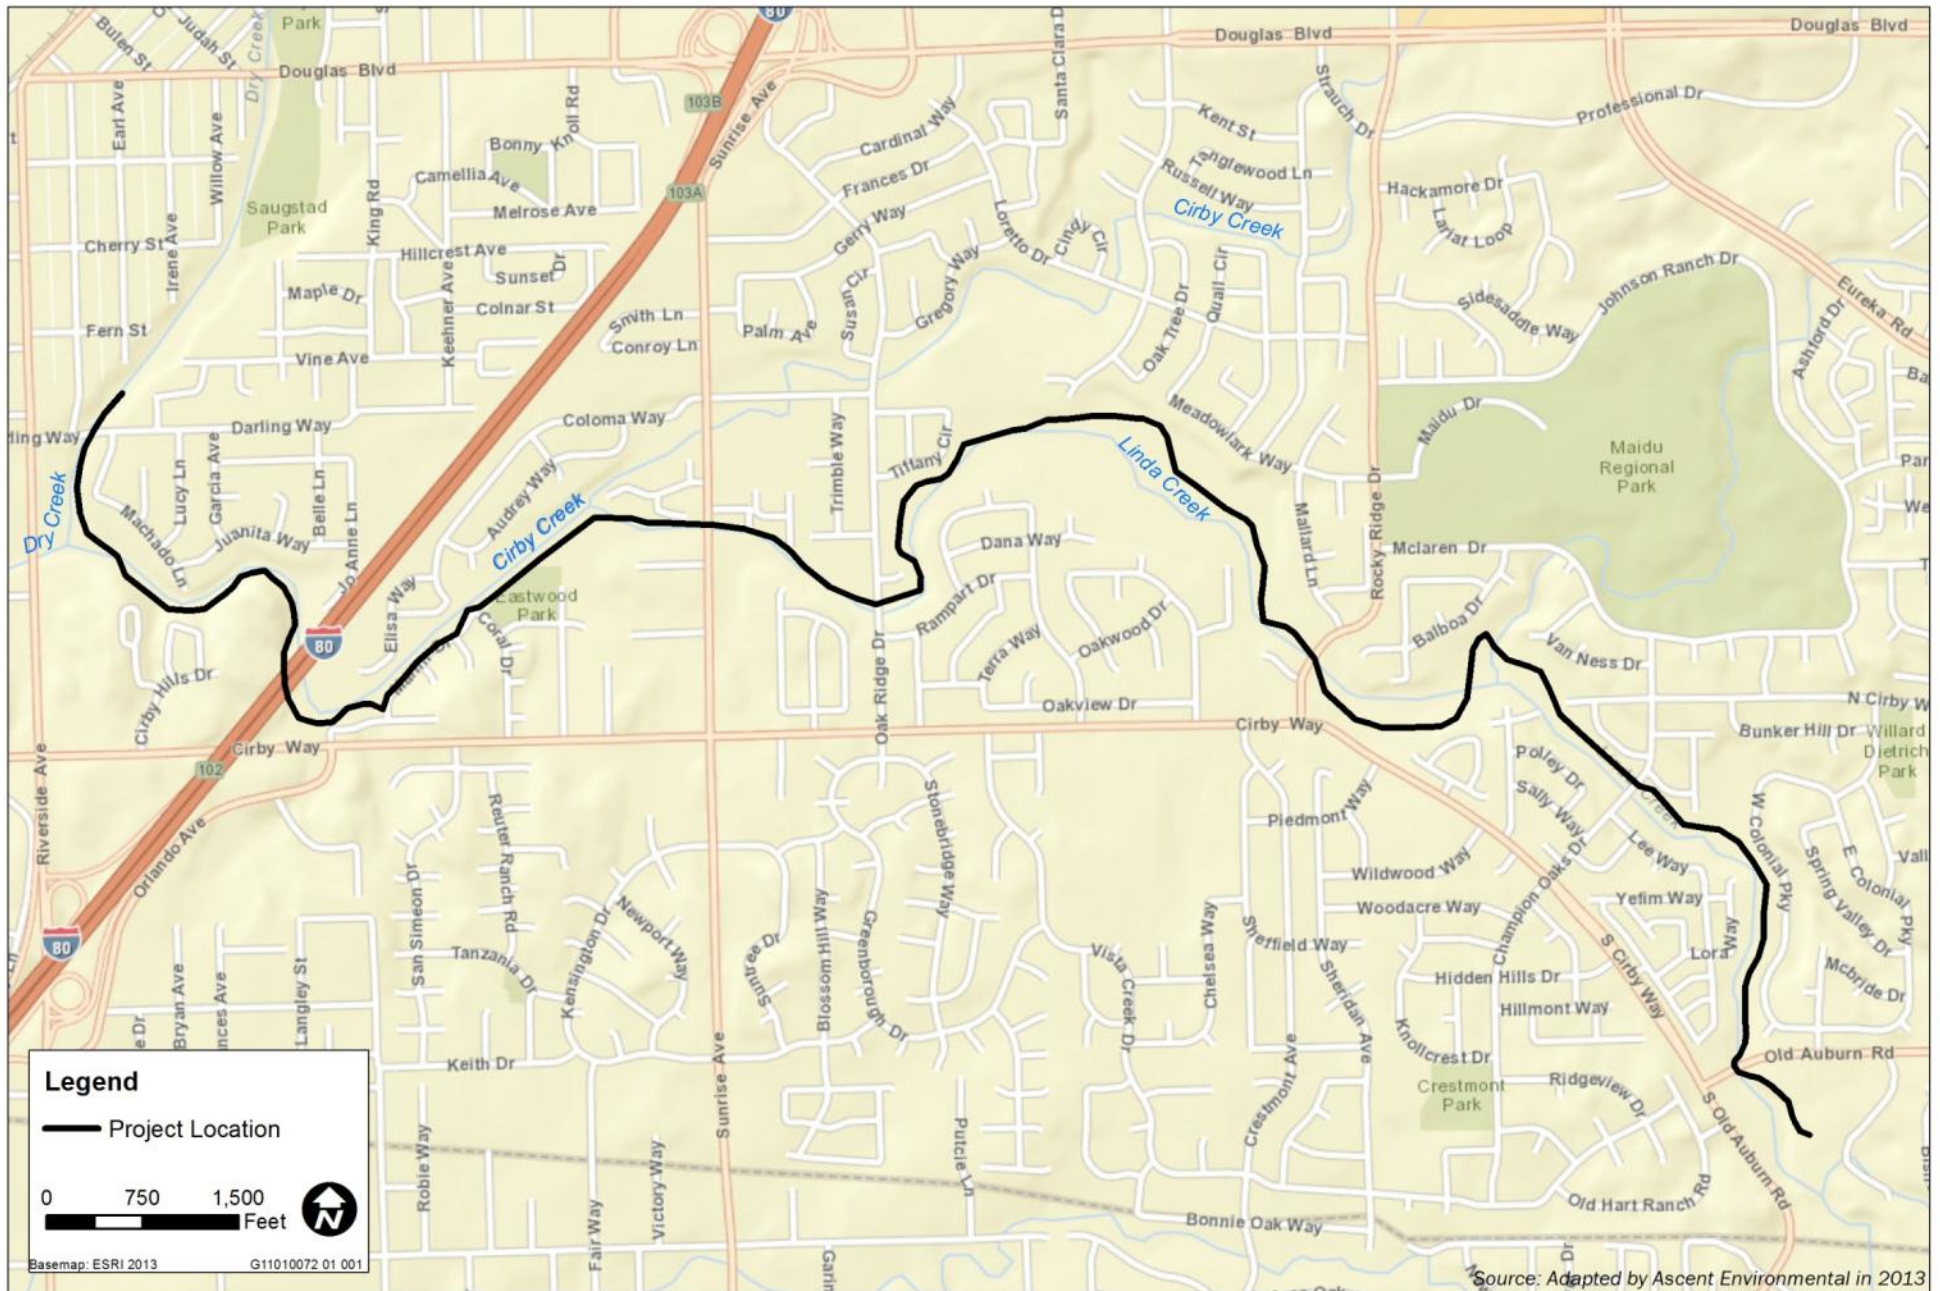 80
Park
Bulen St
Judah St
Dry Creek
Douglas Blvd
Douglas Blvd
Douglas Blvd
Santa Clara D
Earl Ave
Willow Ave
Bonny Knoll Rd
103B
Sunrise Ave
Cardinal Way
Kent St
Strauch Dr
Professional Dr
Camellia Ave
Frances Dr
Tanglewood Ln
Russell Way
Hackamore Dr
103A
Saugstad
Park
King Rd
Melrose Ave
Gerry Way
Loretto Dr
Cindy Cir
Cirby Creek
Lariat Loop
Cherry St
Irene Ave
Hillcrest Ave
Sunset Dr
Keehner Ave
Maple Dr
Colnar St
Susan Cir
Gregory Way
Quail Cir
Oak Tree Dr
Sidesaddle Way
Johnson Ranch Dr
Eureka Rd
Ashford Dr
Fern St
Smith Ln
Palm Ave
Vine Ave
Conroy Ln
Ba
ling Way
Darling Way
Coloma Way
Trimble Way
Tiffany Cir
Meadowlark Way
Maidu Dr
Maidu
Regional
Park
Par
Linda Creek
Lucy Ln
Garcia Ave
Belle Ln
Audrey Way
Dry Creek
Machado Ln
Juanita Way
Jo Anne Ln
Cirby Creek
Mallard Ln
Rocky Ridge Dr
We
Dana Way
Mclaren Dr
T
Elisa Way
Eastwood
Park
Rampart Dr
Coral Dr
Terra Way
Oakwood Dr
Balboa Dr
Van Ness Dr
80
Cirby Hills Dr
Oak Ridge Dr
Oakview Dr
N Cirby W
Cirby Way
Cirby Way
Bunker Hill Dr
Willard
Dietrich
Park
102
Riverside Ave
Orlando Ave
Reuter Ranch Rd
Stonebridge Way
Piedmont Way
Polley Dr
Sally Way
Creek
W Colonial Pky
E Colonial Pky
Spring Valley Dr
Vall
Lee Way
Wildwood Way
Champion Oaks Dr
Yefim Way
Woodacre Way
San Simeon Dr
Newport Way
Kensington Dr
Blossom Hill Way
Greenborough Dr
Suntree Dr
Chelsea Way
Sheffield Way
Lora Way
80
Tanzania Dr
Vista Creek Dr
Sheridan Ave
Hidden Hills Dr
Hillmont Way
S Cirby Way
Mcbride Dr
Ln
e Dr
Bryan Ave
nces Ave
Langley St
Keith Dr
Sunrise Ave
Crestmont Ave
Knollcrest Dr
Old Auburn Rd
Crestmont
Park
Ridgeview Dr
S Old Auburn Rd
Robie Way
Fair Way
Victory Way
Putcie Ln
Bonnie Oak Way
Old Hart Ranch Rd
Garin
Dr
Legend
Project Location
0 750 1,500
Feet
N
Basemap: ESRI 2013
G11010072 01 001
Source: Adapted by Ascent Environmental in 2013